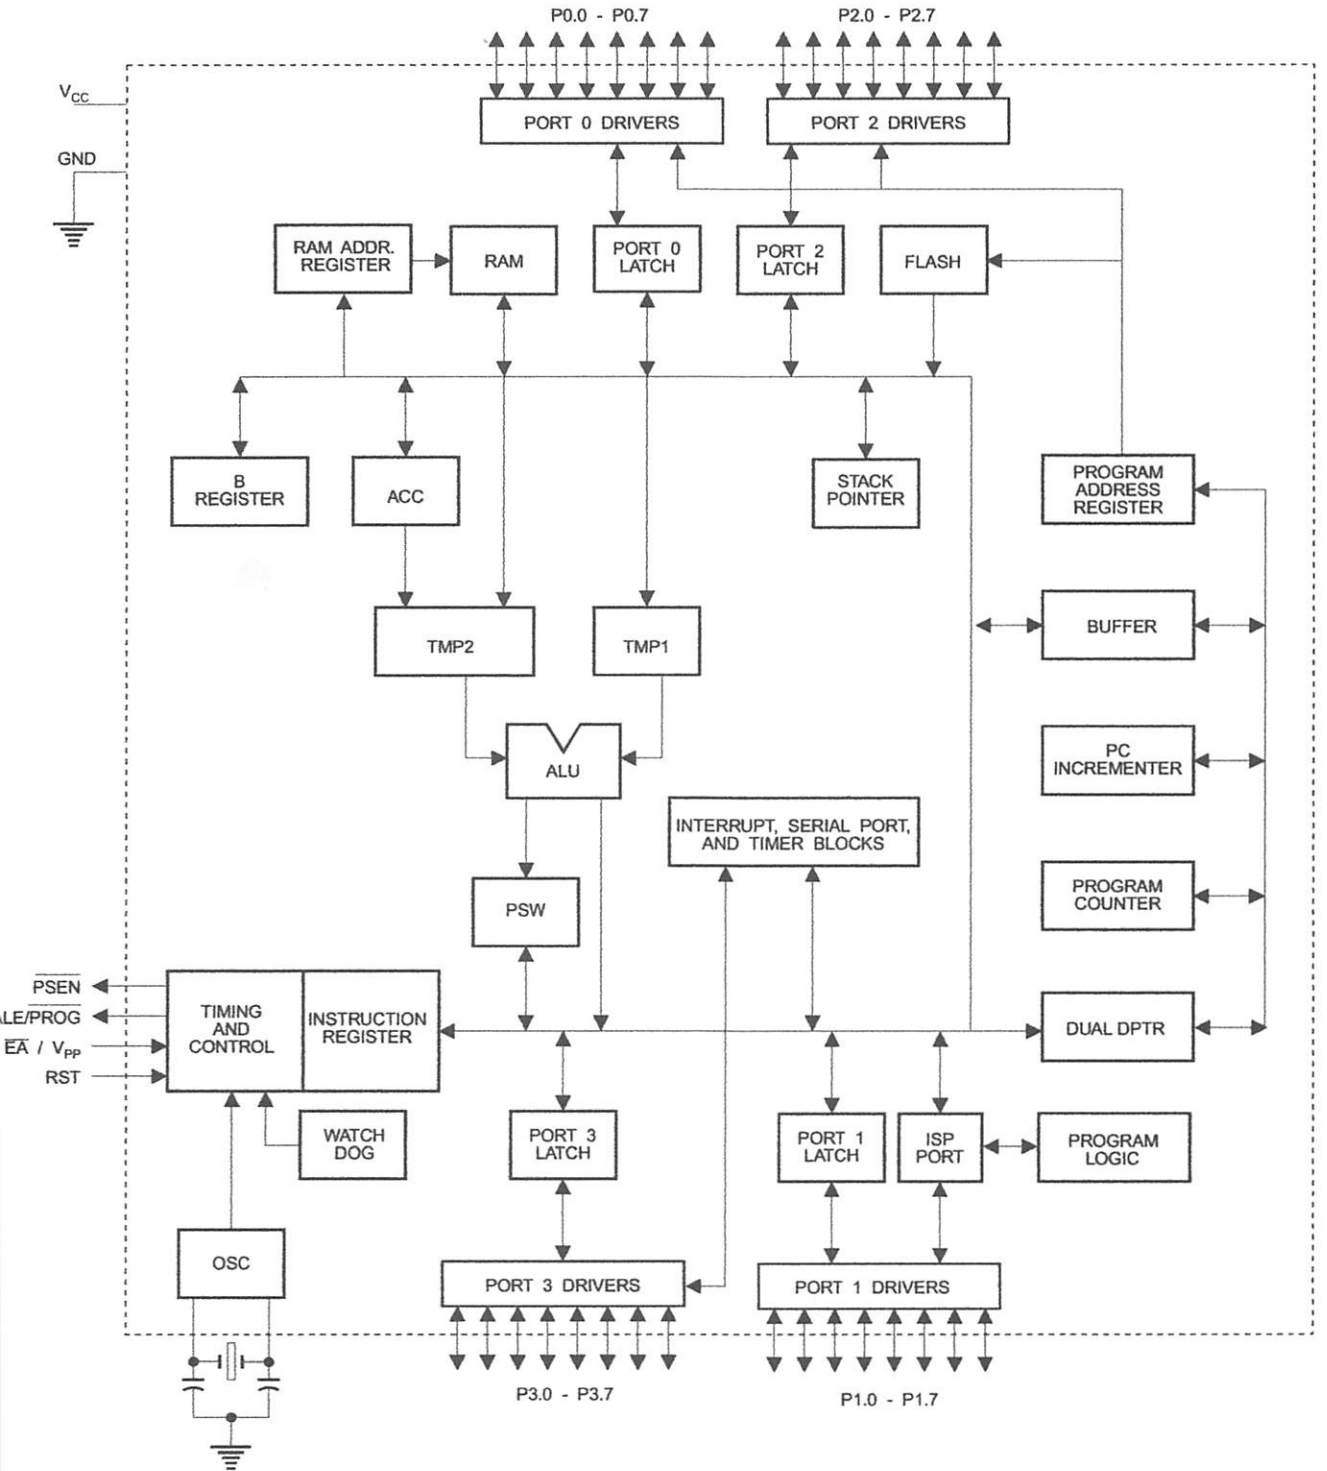 P0.0 - P0.7
P2.0 - P2.7
VCC
GND
PORT 0 DRIVERS
PORT 2 DRIVERS
RAM ADDR.
REGISTER
RAM
PORT 0
LATCH
PORT 2
LATCH
FLASH
B
REGISTER
ACC
STACK
POINTER
PROGRAM
ADDRESS
REGISTER
TMP2
TMP1
BUFFER
ALU
PC
INCREMENTER
INTERRUPT, SERIAL PORT,
AND TIMER BLOCKS
PSW
PROGRAM
COUNTER
PSEN
ALE/PROG
EA / VPP
RST
TIMING
AND
CONTROL
INSTRUCTION
REGISTER
DUAL DPTR
WATCH
DOG
PORT 3
LATCH
PORT 1
LATCH
ISP
PORT
PROGRAM
LOGIC
OSC
PORT 3 DRIVERS
PORT 1 DRIVERS
P3.0 - P3.7
P1.0 - P1.7